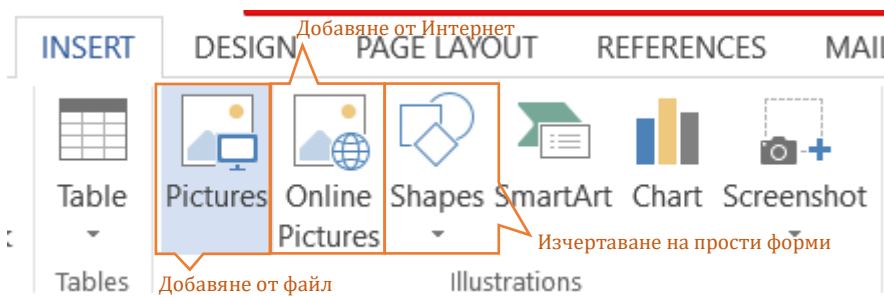 Добавяне от Интернет
INSERT DESIGN PAGE LAYOUT REFERENCES
Table Pictures Online Pictures Shapes SmartArt Chart Screenshot
Изчертаване на прости форми
Tables Добавяне от файл Illustrations